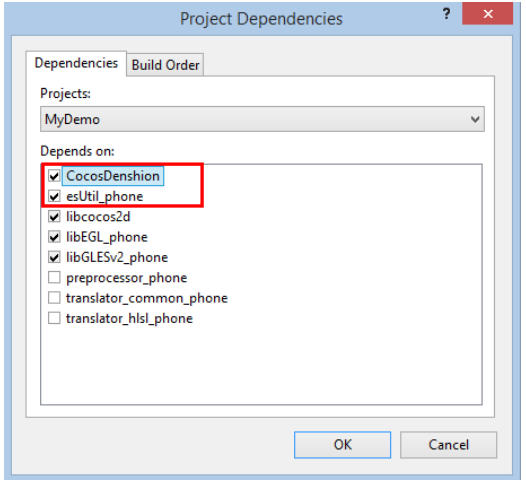 Project Dependencies
?
Dependencies
Build Order
Projects:
MyDemo
Depends on:
CocosDenshion
esUtil_phone
libcocos2d
libEGL_phone
libGLESv2_phone
preprocessor_phone
translator_common_phone
translator_hlsl_phone
OK
Cancel